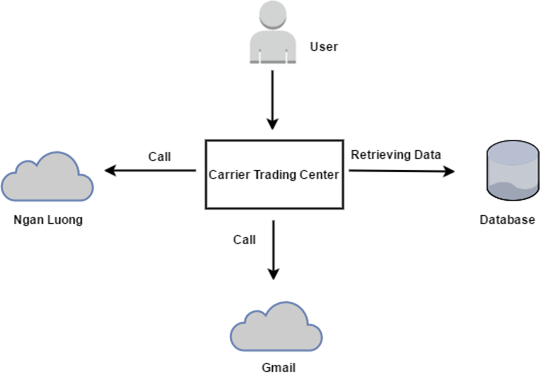 User
Call
Retrieving Data
Carrier Trading Center
Ngan Luong
Database
Call
Gmail